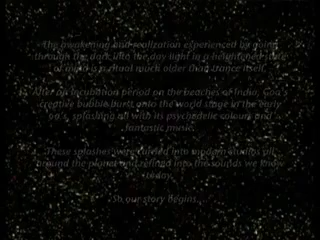 The awakening and realization experienced by going
through the dark into the day light in a heightened state
of mind is a ritual much older than trance itself.
After an incubation period on the beaches of India, Goa's
creative bubble burst onto the world stage in the early
90's, splashing all with its psychedelic colours and
fantastic music.
These splashes were carried into modern studios all
around the planet and refined into the sounds we know
today.
So our story begins....